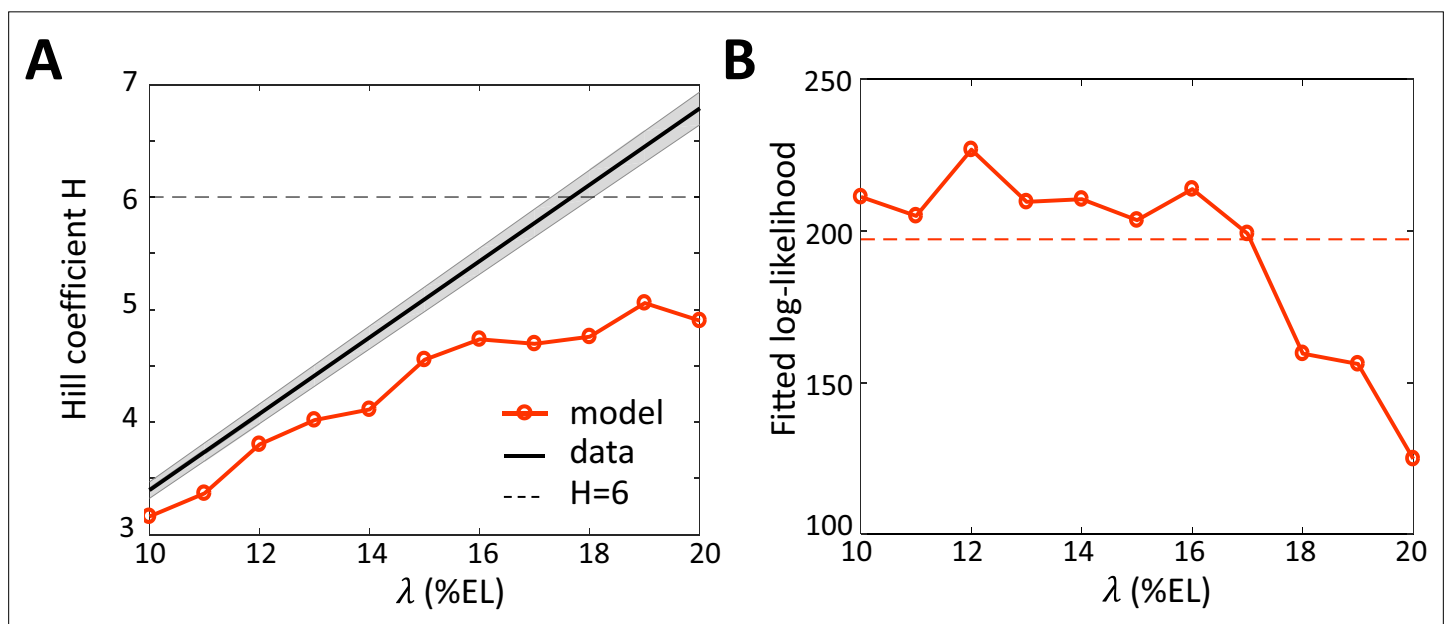 A
Hill coefficient H
7
6
5
4
3
10 12 14 16 18 20
λ (%EL)
model
data
H=6
B
Fitted log-likelihood
250
200
150
100
10 12 14 16 18 20
λ (%EL)